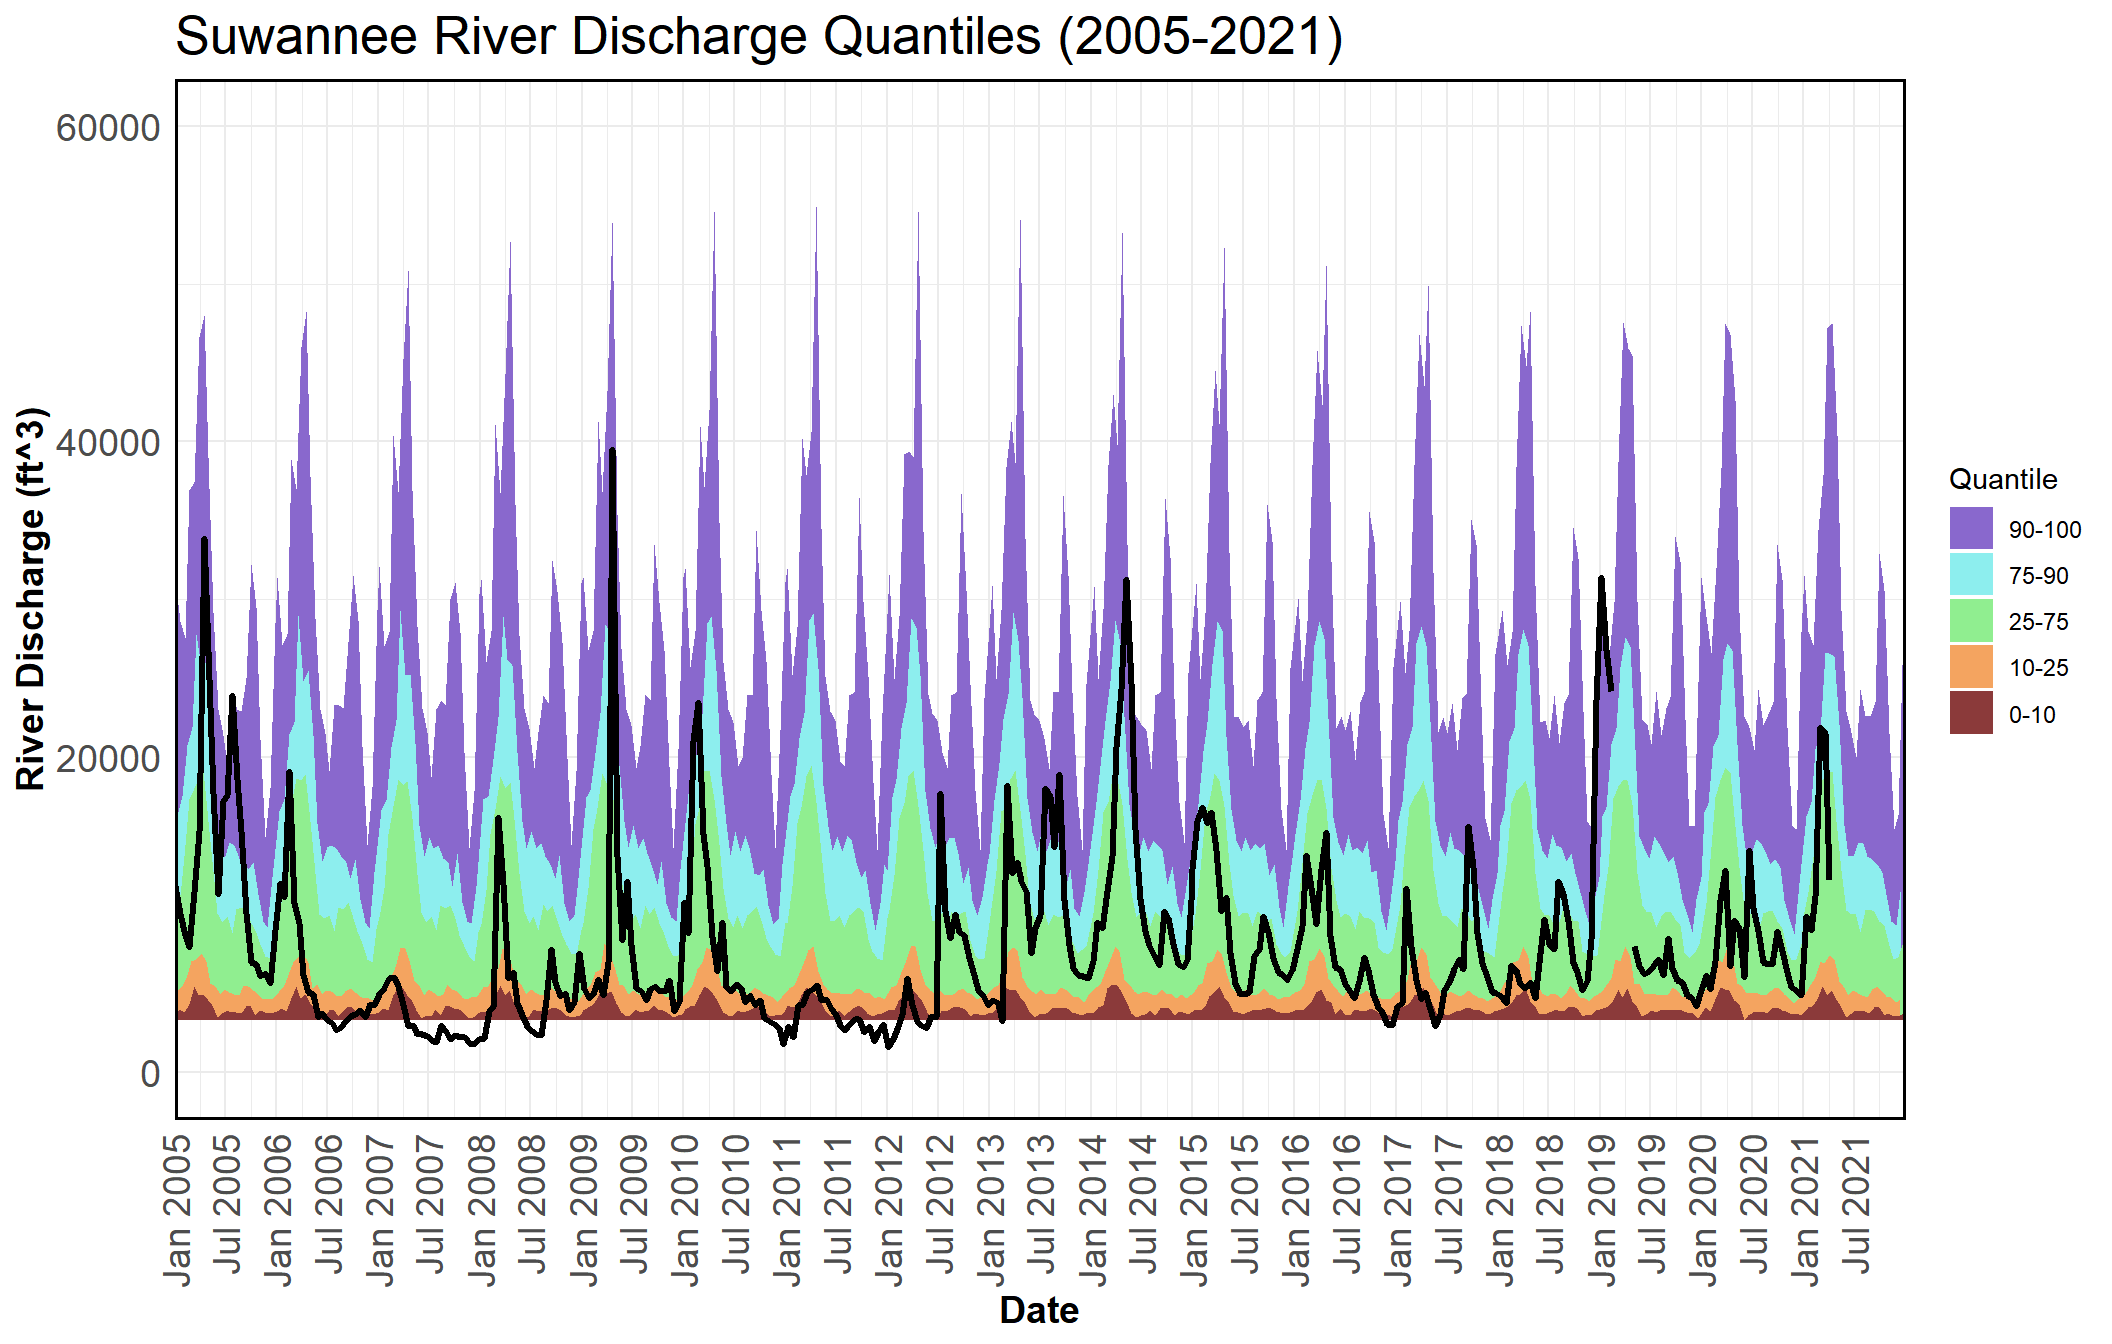 Suwannee River Discharge Quantiles (2005-2021)
River Discharge (ft^3)
60000
40000
20000
0
Jan 2005
Jul 2005
Jan 2006
Jul 2006
Jan 2007
Jul 2007
Jan 2008
Jul 2008
Jan 2009
Jul 2009
Jan 2010
Jul 2010
Jan 2011
Jul 2011
Jan 2012
Jul 2012
Jan 2013
Jul 2013
Jan 2014
Jul 2014
Jan 2015
Jul 2015
Jan 2016
Jul 2016
Jan 2017
Jul 2017
Jan 2018
Jul 2018
Jan 2019
Jul 2019
Jan 2020
Jul 2020
Jan 2021
Jul 2021
Date
Quantile
90-100
75-90
25-75
10-25
0-10